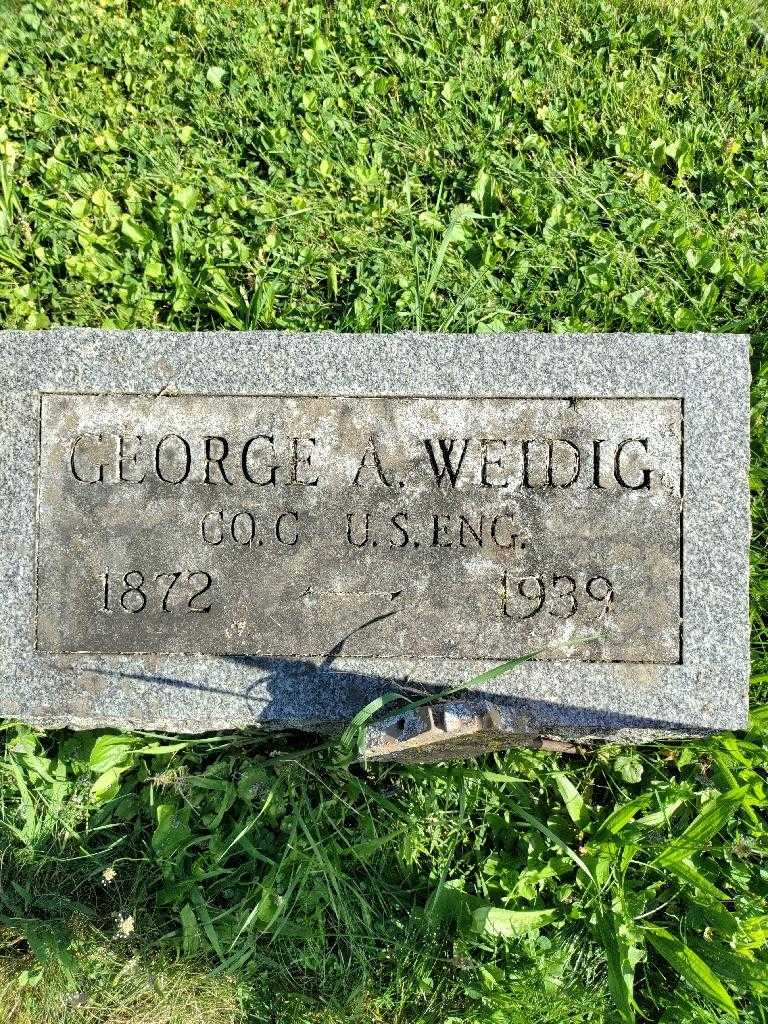 GEORGE A. WEIDIG
CO. C U.S. ENG.
1872 — 1939